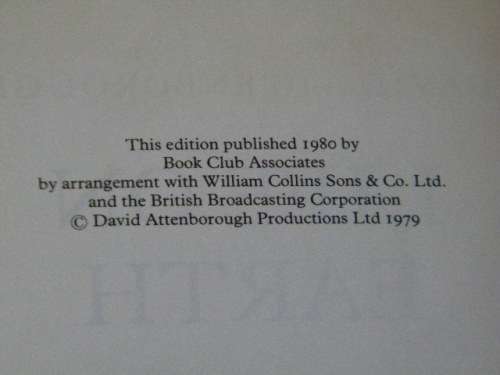 This edition published 1980 by
Book Club Associates
by arrangement with William Collins Sons & Co. Ltd.
and the British Broadcasting Corporation
© David Attenborough Productions Ltd 1979
EARTH